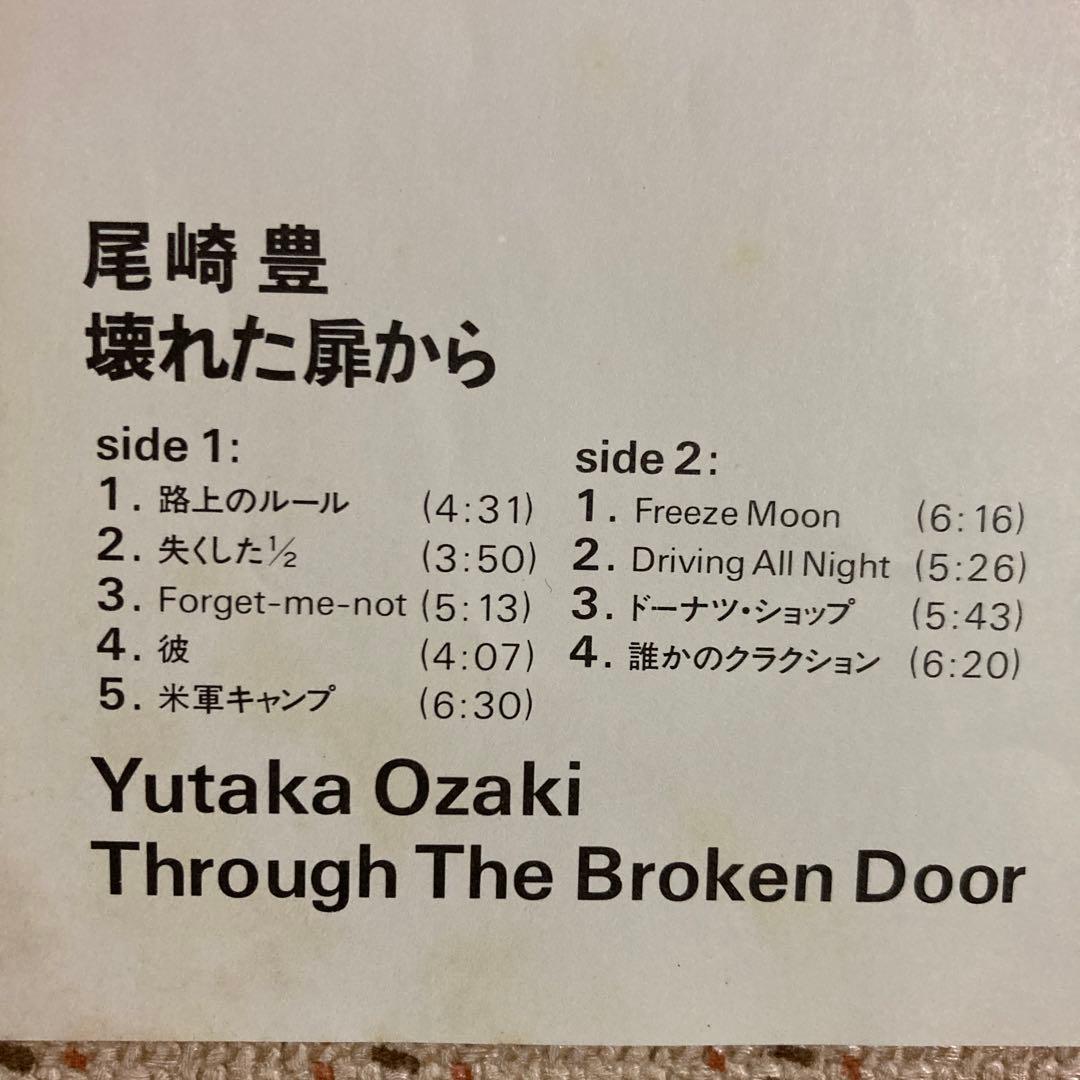 尾崎 豊
壊れた扉から
side 1:
1. 路上のルール (4:31)
2. 失くした½ (3:50)
3. Forget-me-not (5:13)
4. 彼 (4:07)
5. 米軍キャンプ (6:30)
side 2:
1. Freeze Moon (6:16)
2. Driving All Night (5:26)
3. ドーナツ・ショップ (5:43)
4. 誰かのクラクション (6:20)
Yutaka Ozaki
Through The Broken Door